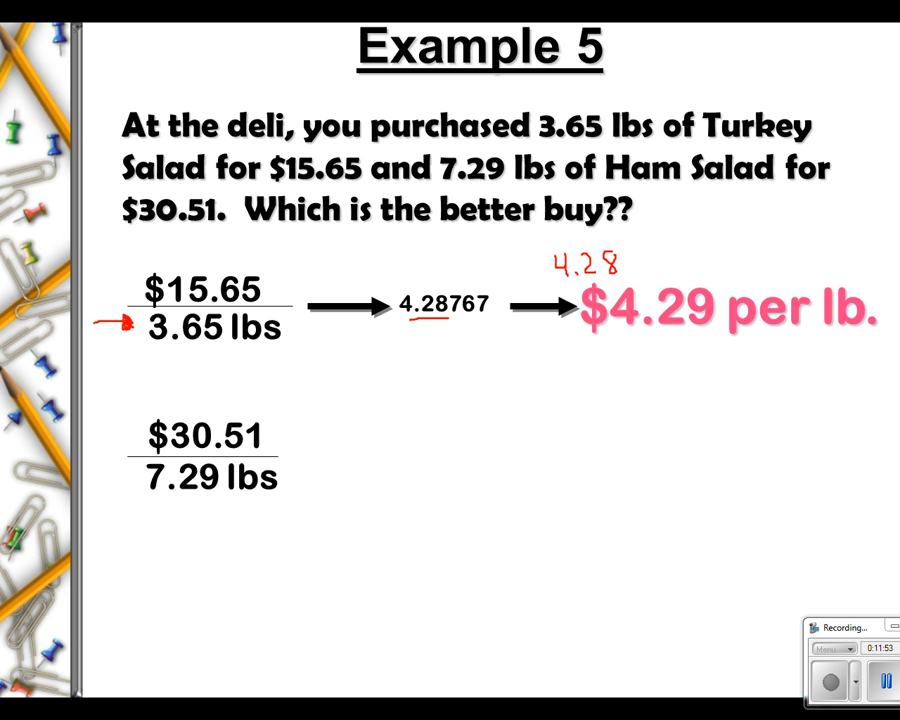 Example 5
At the deli, you purchased 3.65 lbs of Turkey
Salad for $15.65 and 7.29 lbs of Ham Salad for
$30.51. Which is the better buy??
4.28
$15.65
3.65 lbs
4.28767
$4.29 per lb.
$30.51
7.29 lbs
Recording...
Menu
0:11:53